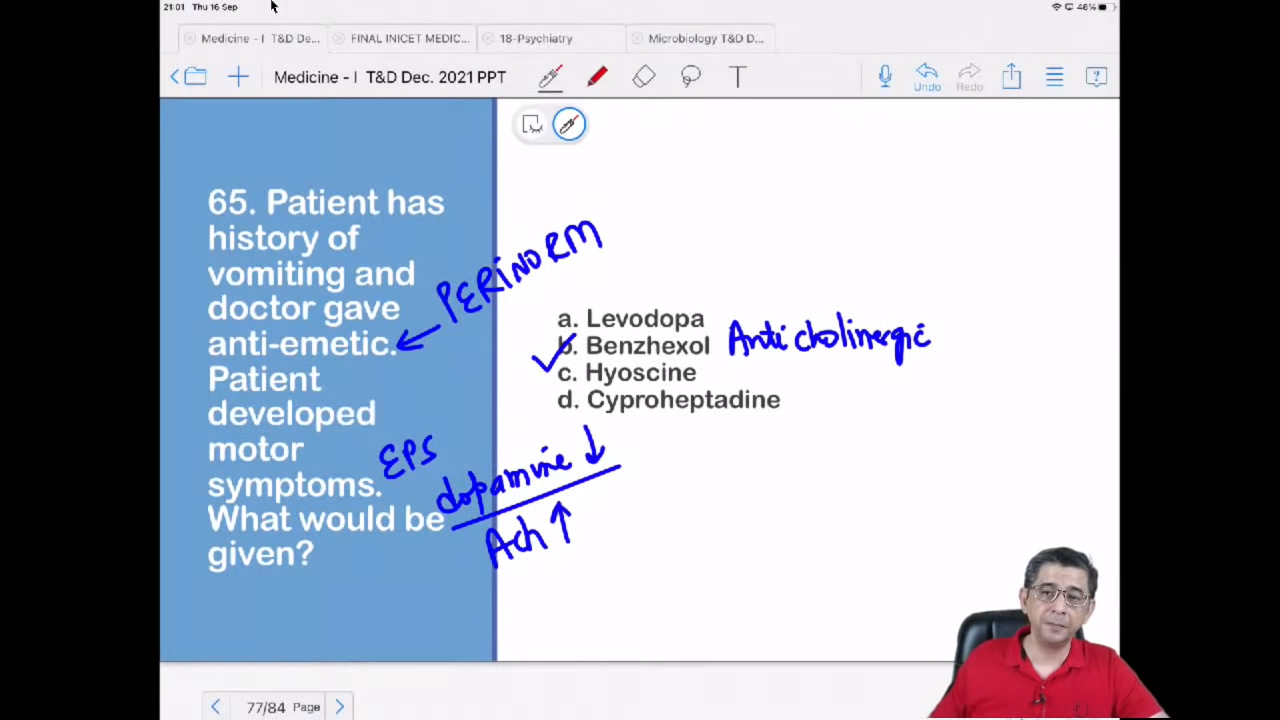 21:01 Thu 16 Sep
48%
Medicine - I T&D De...
FINAL INICET MEDIC...
18-Psychiatry
Microbiology T&D D...
Medicine - I T&D Dec. 2021 PPT
T
Undo
Redo
65. Patient has
history of
vomiting and
doctor gave
anti-emetic.
Patient
developed
motor
symptoms.
What would be
given?
PERINORM
EPS
dopamine ↓
Ach ↑
a. Levodopa
b. Benzhexol
c. Hyoscine
d. Cyproheptadine
Anticholinergic
77/84 Page